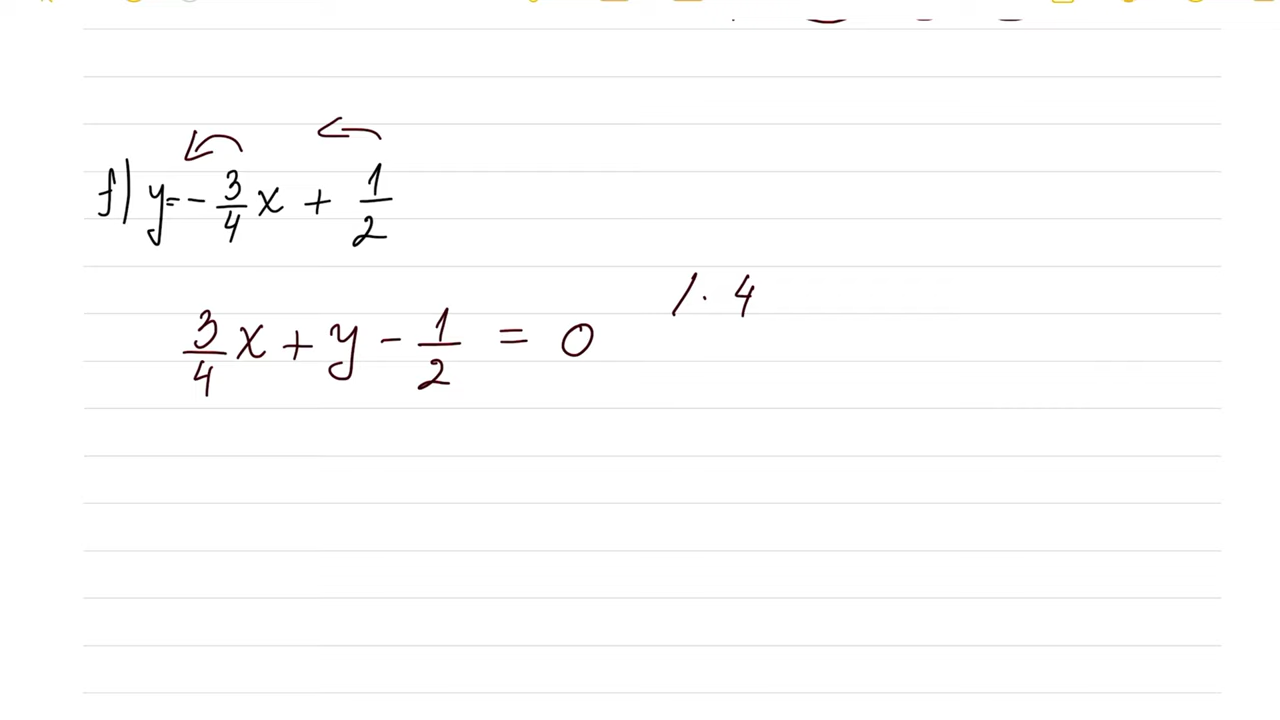 f) y = - 3/4 x + 1/2
3/4 x + y - 1/2 = 0 / · 4